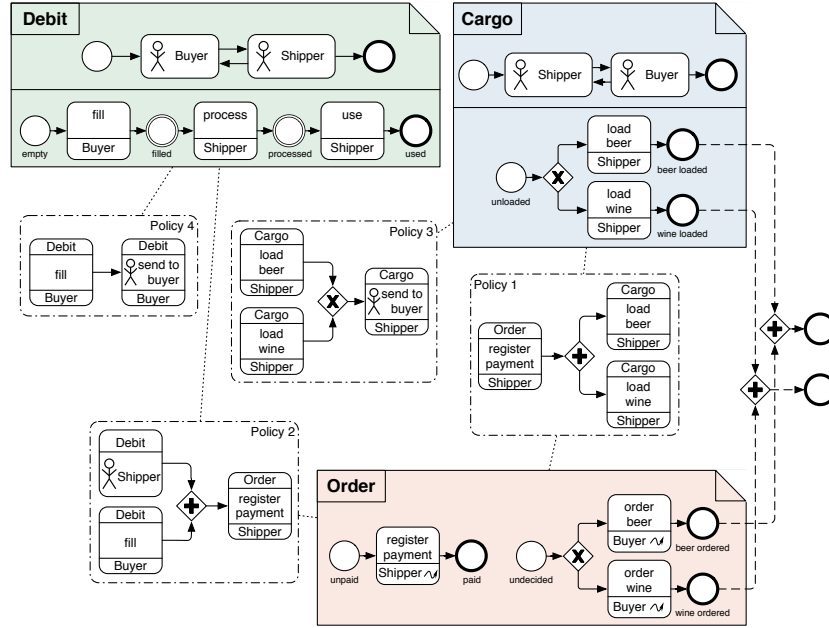 Debit
Buyer
Shipper
fill
Buyer
process
Shipper
use
Shipper
empty
filled
processed
used
Cargo
Shipper
Buyer
load
beer
Shipper
beer loaded
unloaded
load
wine
Shipper
wine loaded
Policy 4
Debit
fill
Buyer
Debit
send to
buyer
Buyer
Policy 3
Cargo
load
beer
Shipper
Cargo
load
wine
Shipper
Cargo
send to
buyer
Shipper
Policy 1
Order
register
payment
Shipper
Cargo
load
beer
Shipper
Cargo
load
wine
Shipper
Policy 2
Debit
Shipper
Debit
fill
Buyer
Order
register
payment
Shipper
Order
register
payment
Shipper
unpaid
paid
undecided
order
beer
Buyer
beer ordered
order
wine
Buyer
wine ordered